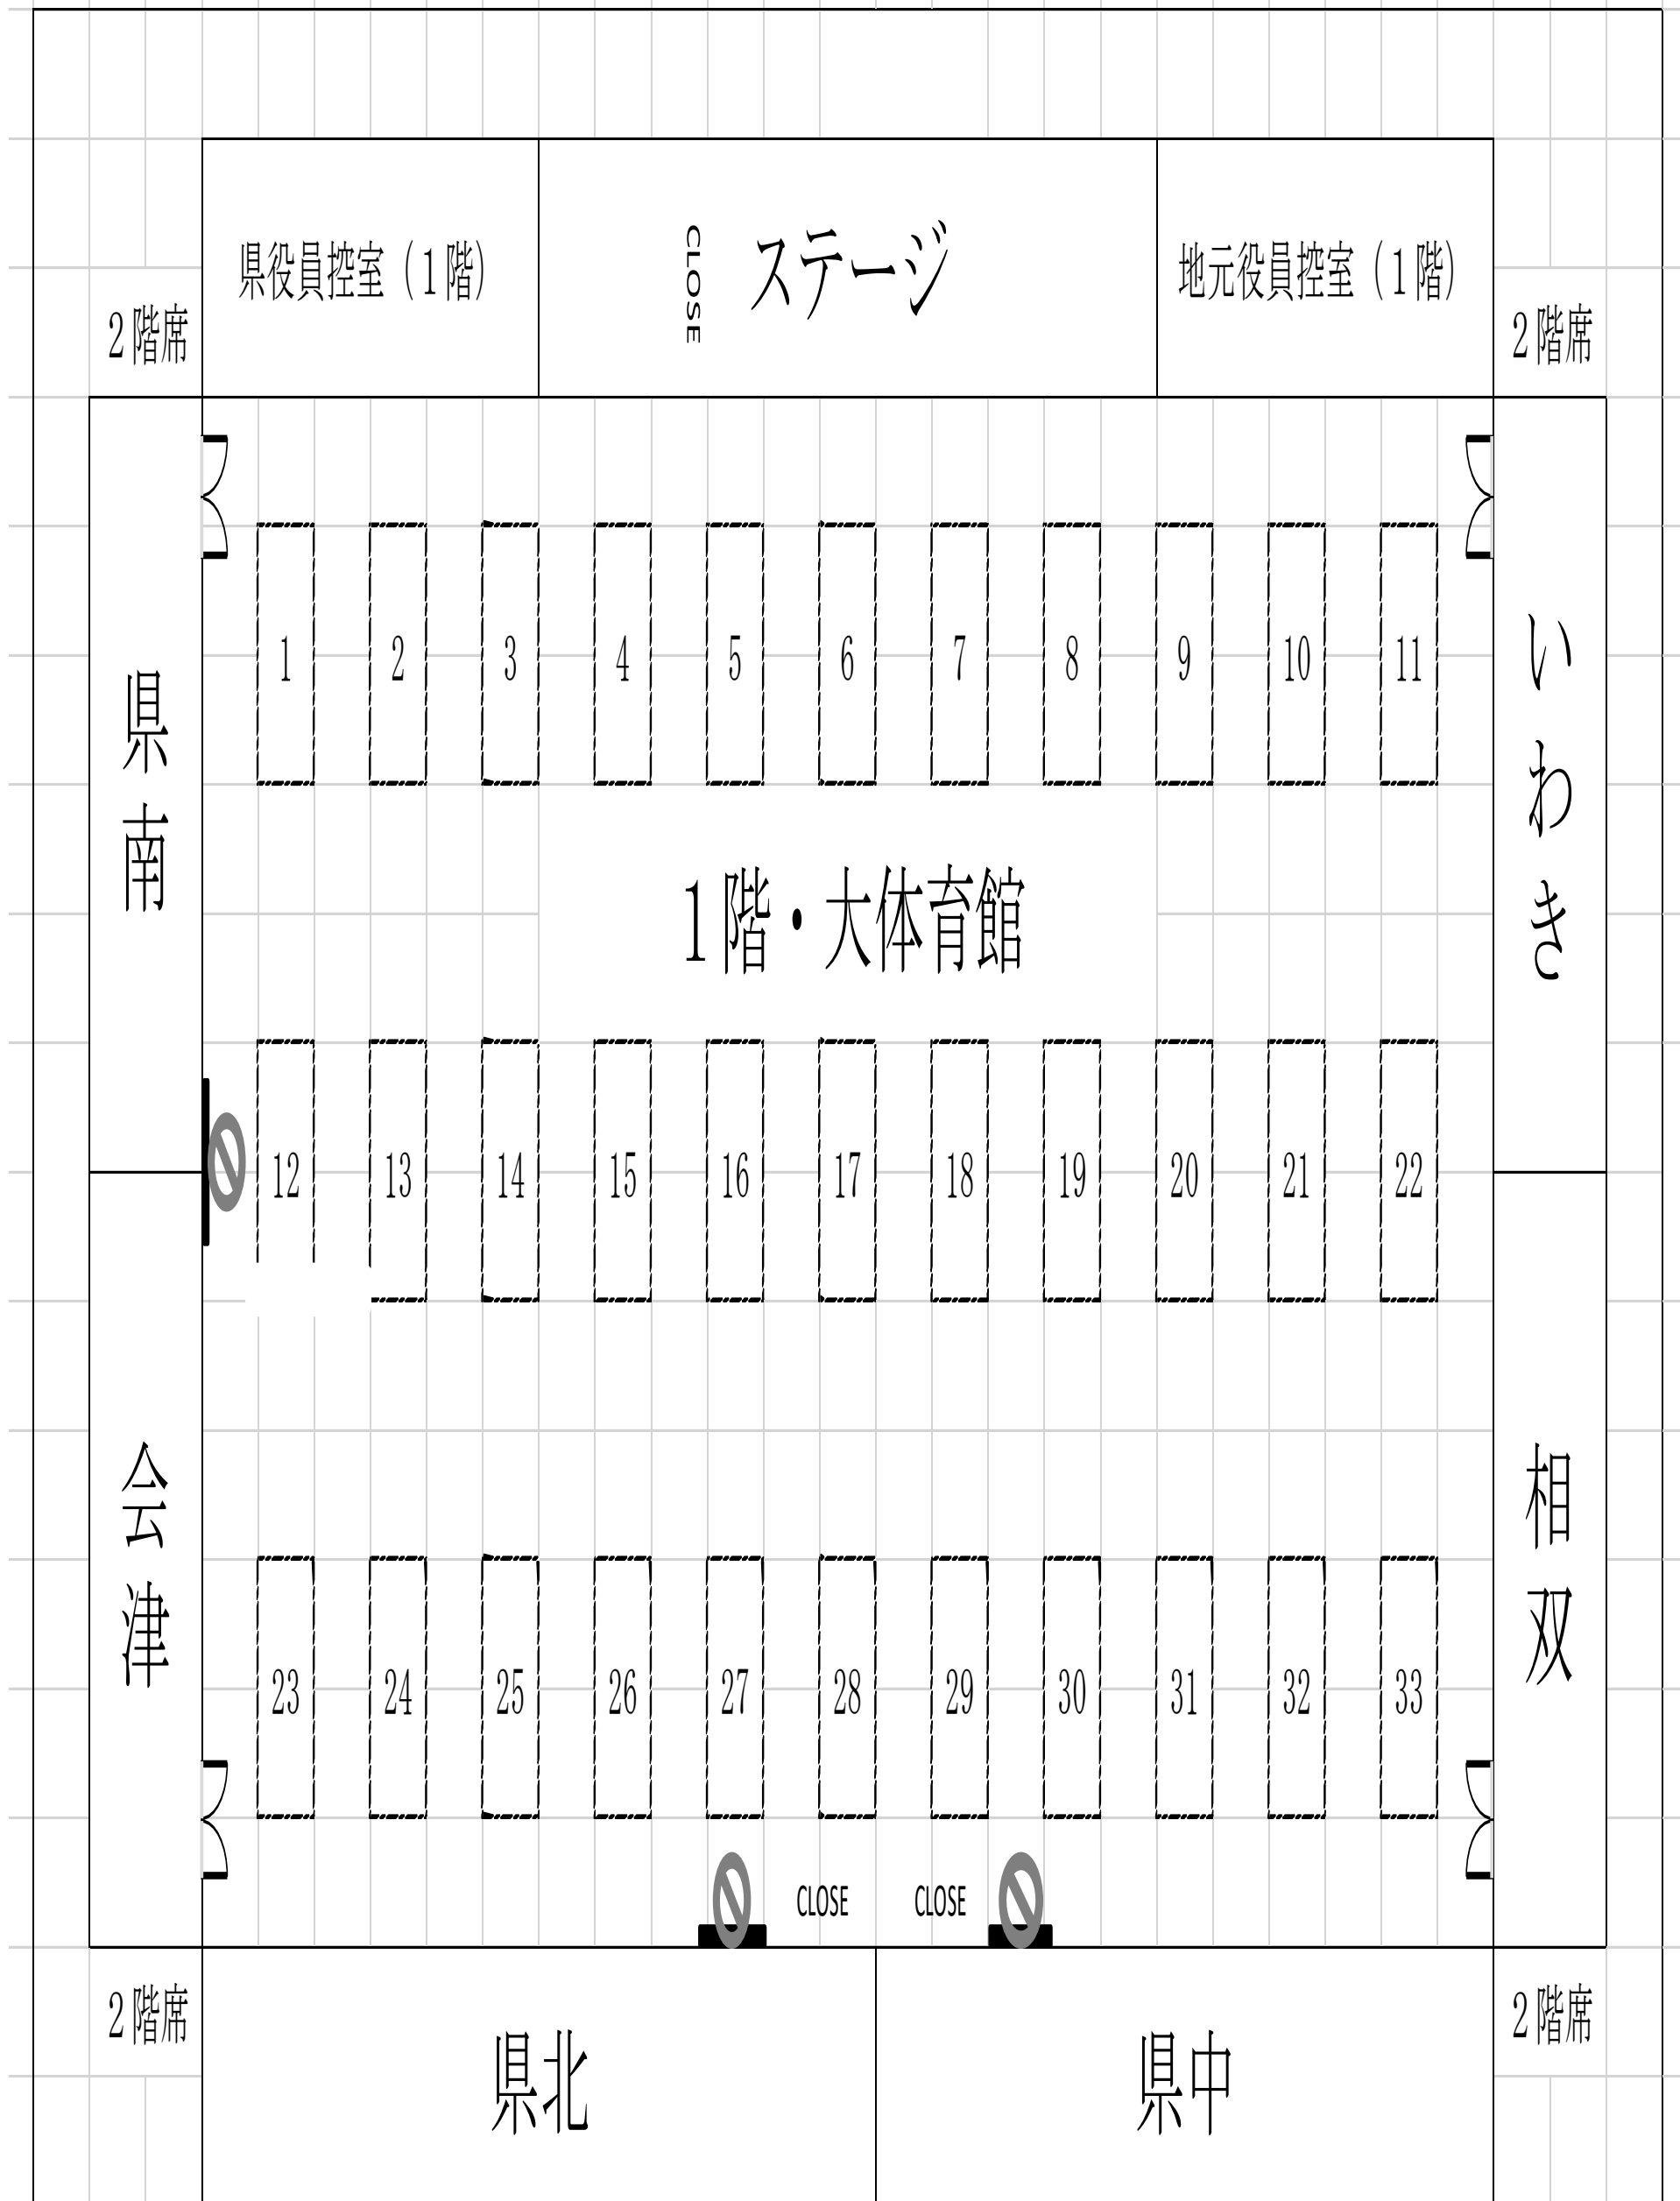 県役員控室（1階） CLOSE ステージ 地元役員控室（1階）
2階席 2階席
県南
いわき
1 2 3 4 5 6 7 8 9 10 11
1階・大体育館
12 13 14 15 16 17 18 19 20 21 22
会津
相双
23 24 25 26 27 28 29 30 31 32 33
CLOSE CLOSE
2階席 2階席
県北 県中